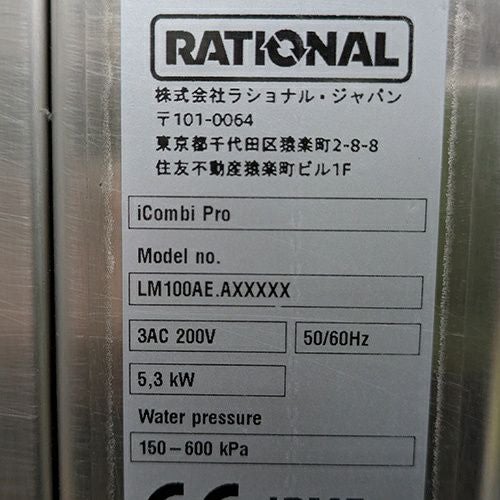 RATIONAL
株式会社ラショナル・ジャパン
〒101-0064
東京都千代田区猿楽町2-8-8
住友不動産猿楽町ビル1F
iCombi Pro
Model no.
LM100AE.AXXXXX
3AC 200V
50/60Hz
5,3 kW
Water pressure
150 – 600 kPa